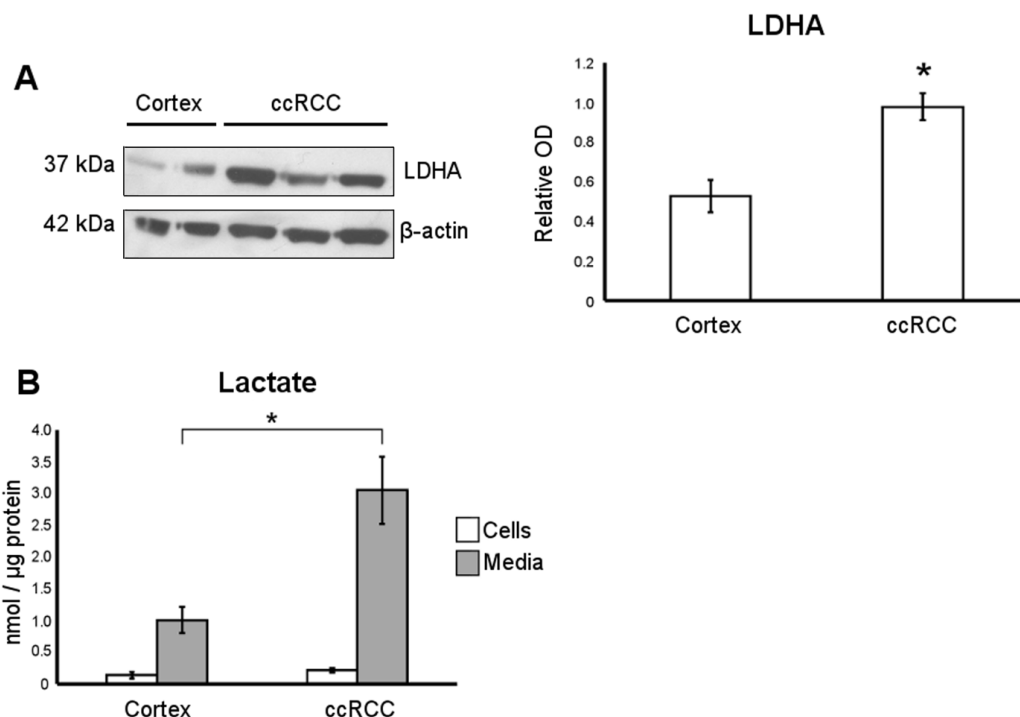 A
Cortex ccRCC
37 kDa LDHA
42 kDa β-actin
LDHA
Relative OD
1.2
1.0
0.8
0.6
0.4
0.2
0
*
Cortex ccRCC
B
Lactate
nmol / µg protein
4.0
3.5
3.0
2.5
2.0
1.5
1.0
0.5
0
*
Cells
Media
Cortex ccRCC